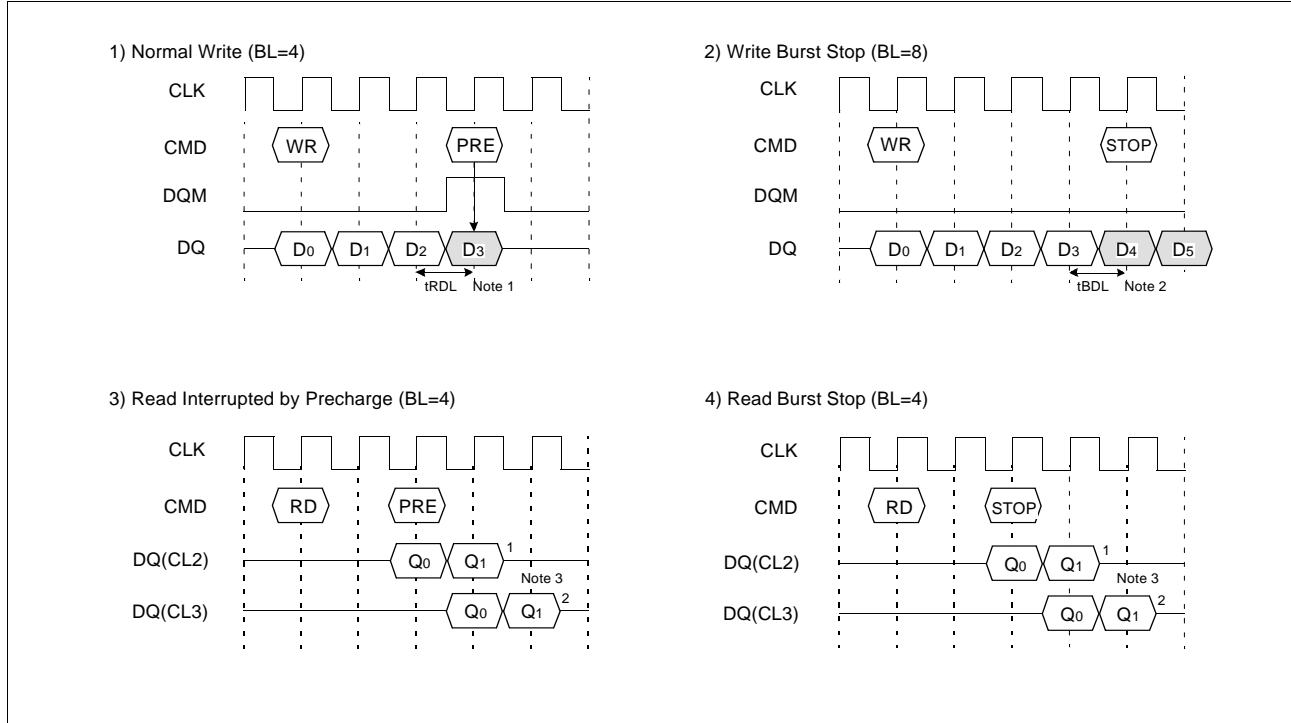 1) Normal Write (BL=4)
CLK
CMD WR PRE
DQM
DQ D0 D1 D2 D3
tRDL Note 1
2) Write Burst Stop (BL=8)
CLK
CMD WR STOP
DQM
DQ D0 D1 D2 D3 D4 D5
tBDL Note 2
3) Read Interrupted by Precharge (BL=4)
CLK
CMD RD PRE
DQ(CL2) Q0 Q1 1
Note 3
DQ(CL3) Q0 Q1 2
4) Read Burst Stop (BL=4)
CLK
CMD RD STOP
DQ(CL2) Q0 Q1 1
Note 3
DQ(CL3) Q0 Q1 2